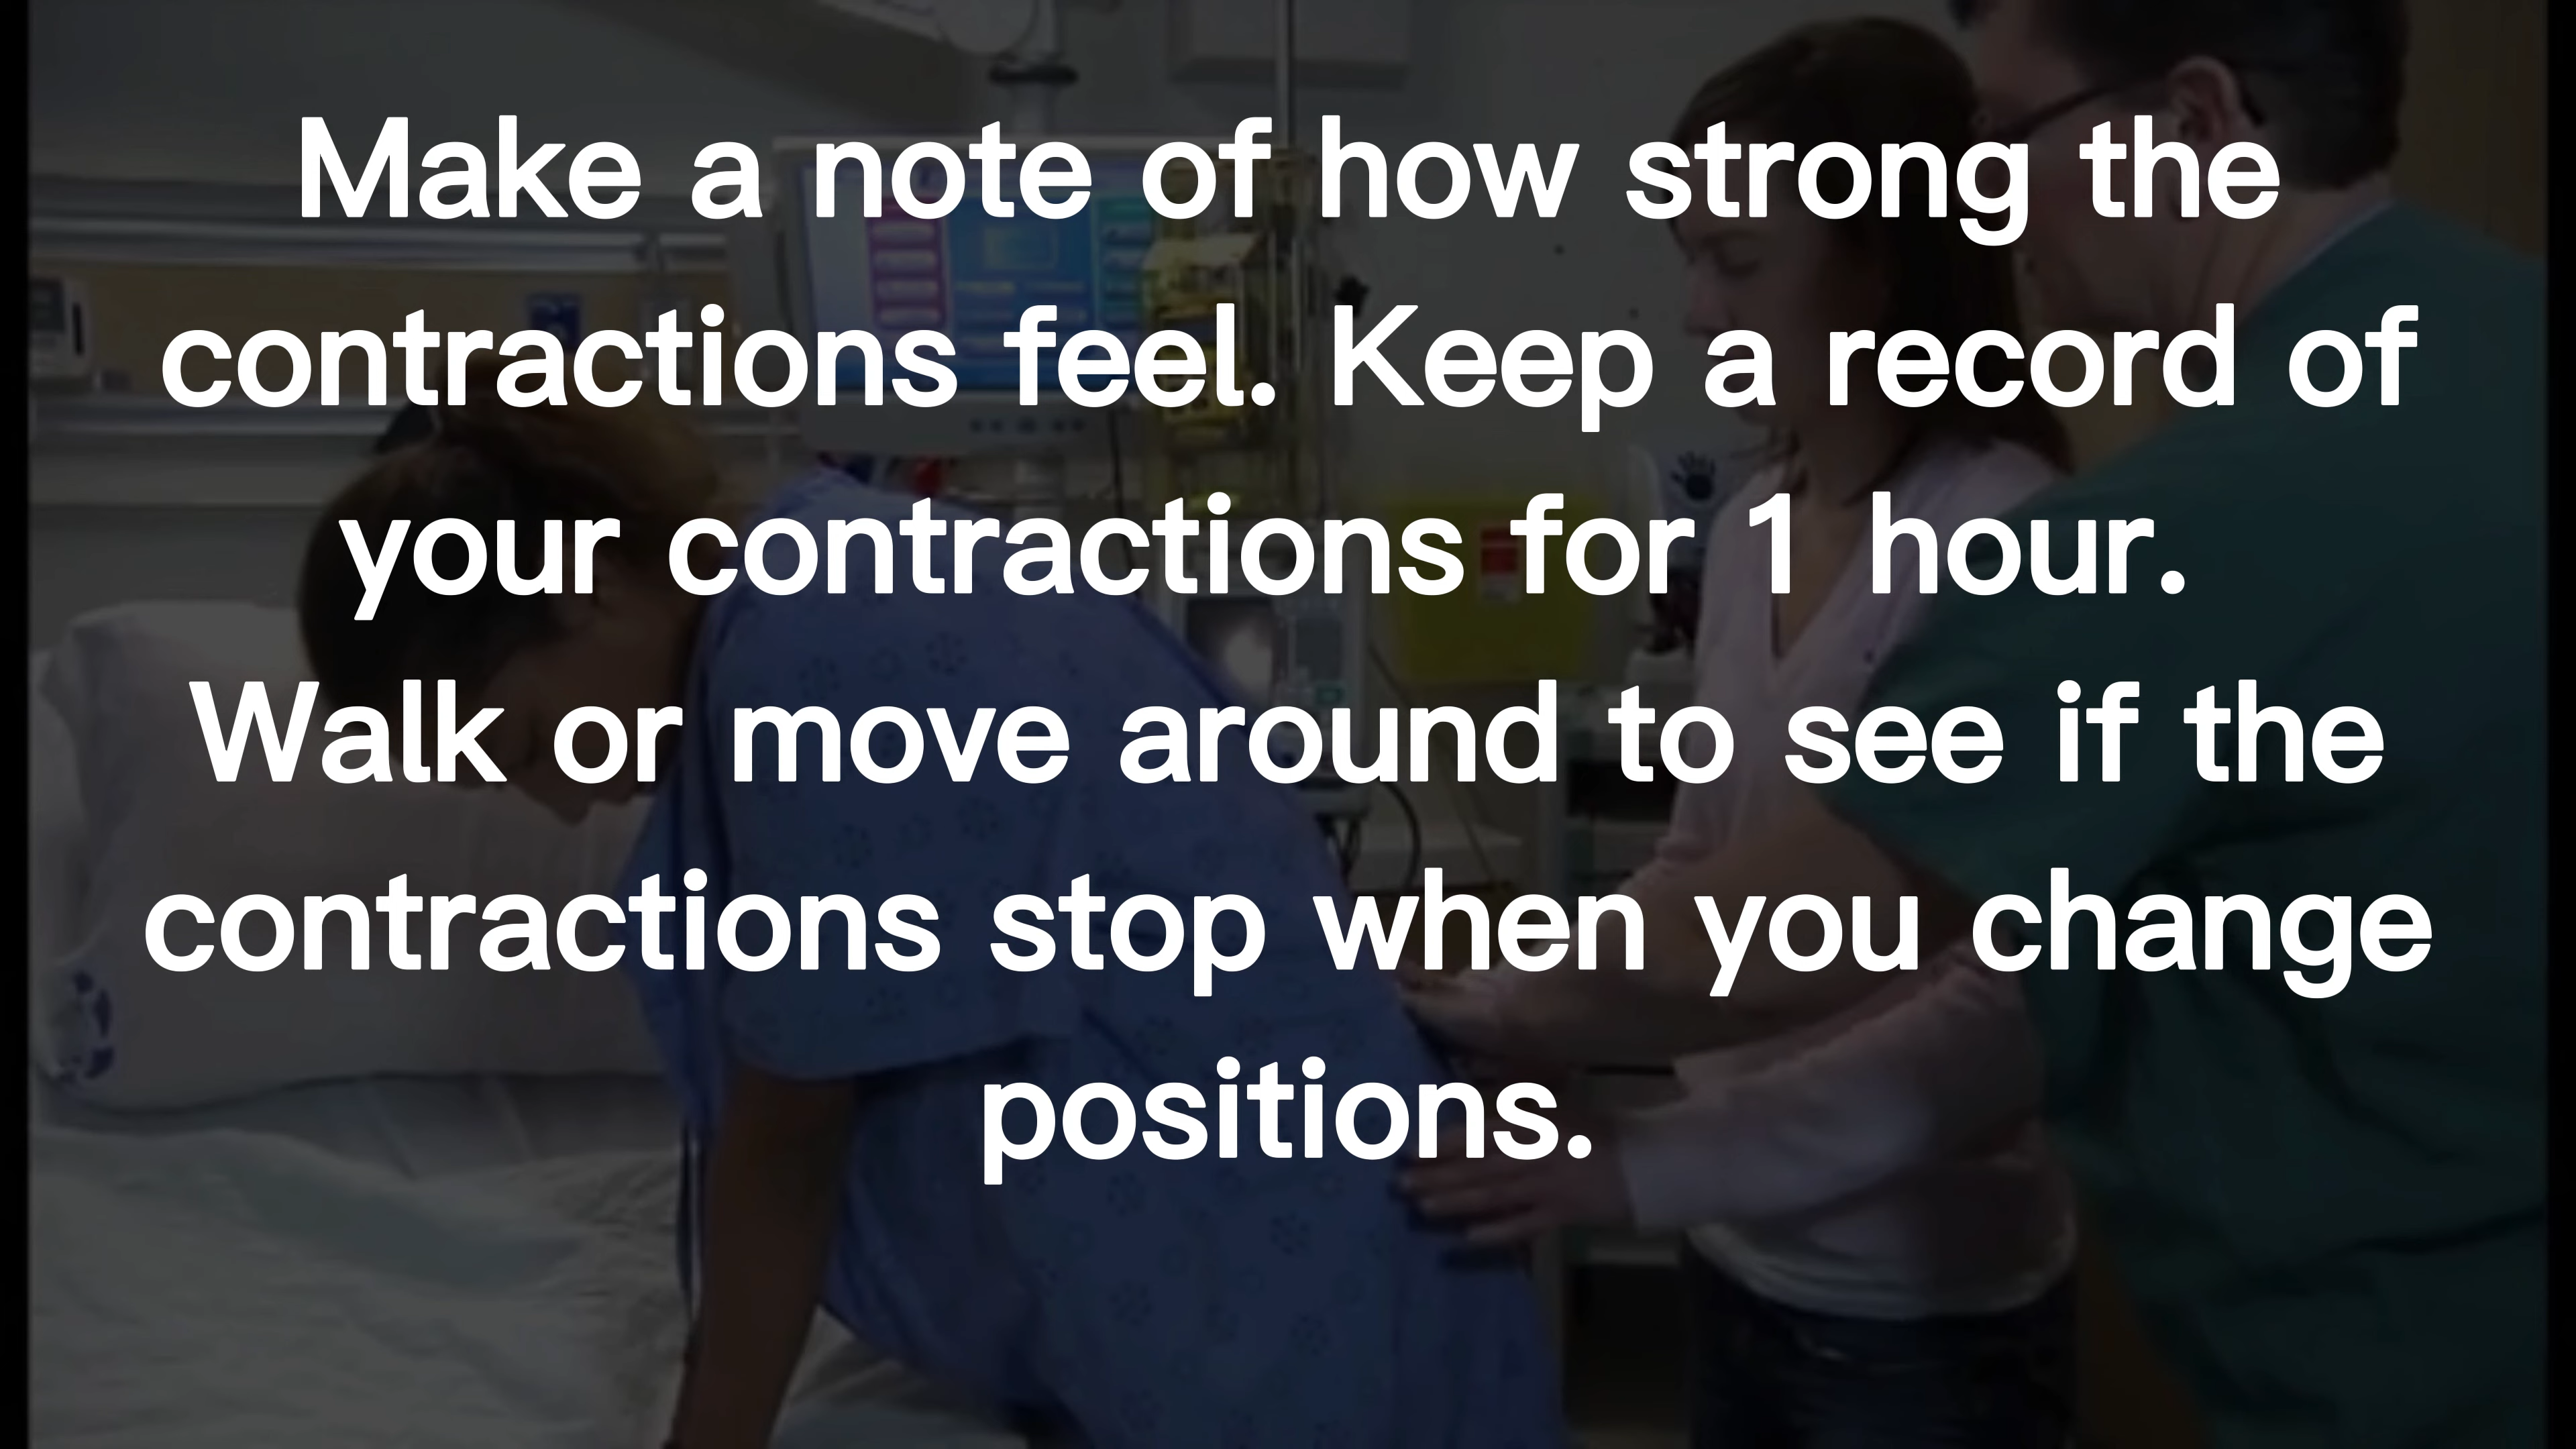 Make a note of how strong the
contractions feel. Keep a record of
your contractions for 1 hour.
Walk or move around to see if the
contractions stop when you change
positions.